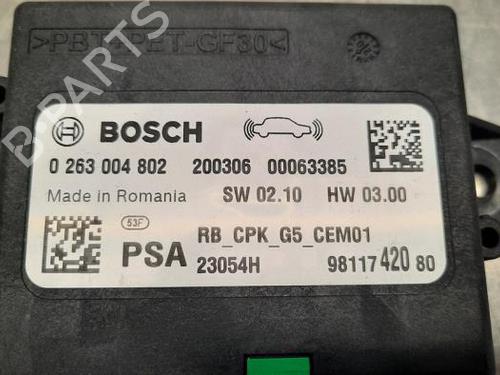 >PBT+PET-GF30<
B-PARTS
BOSCH
0 263 004 802 200306 00063385
Made in Romania SW 02.10 HW 03.00
53F
PSA RB_CPK_G5_CEM01
23054H 98117420 80